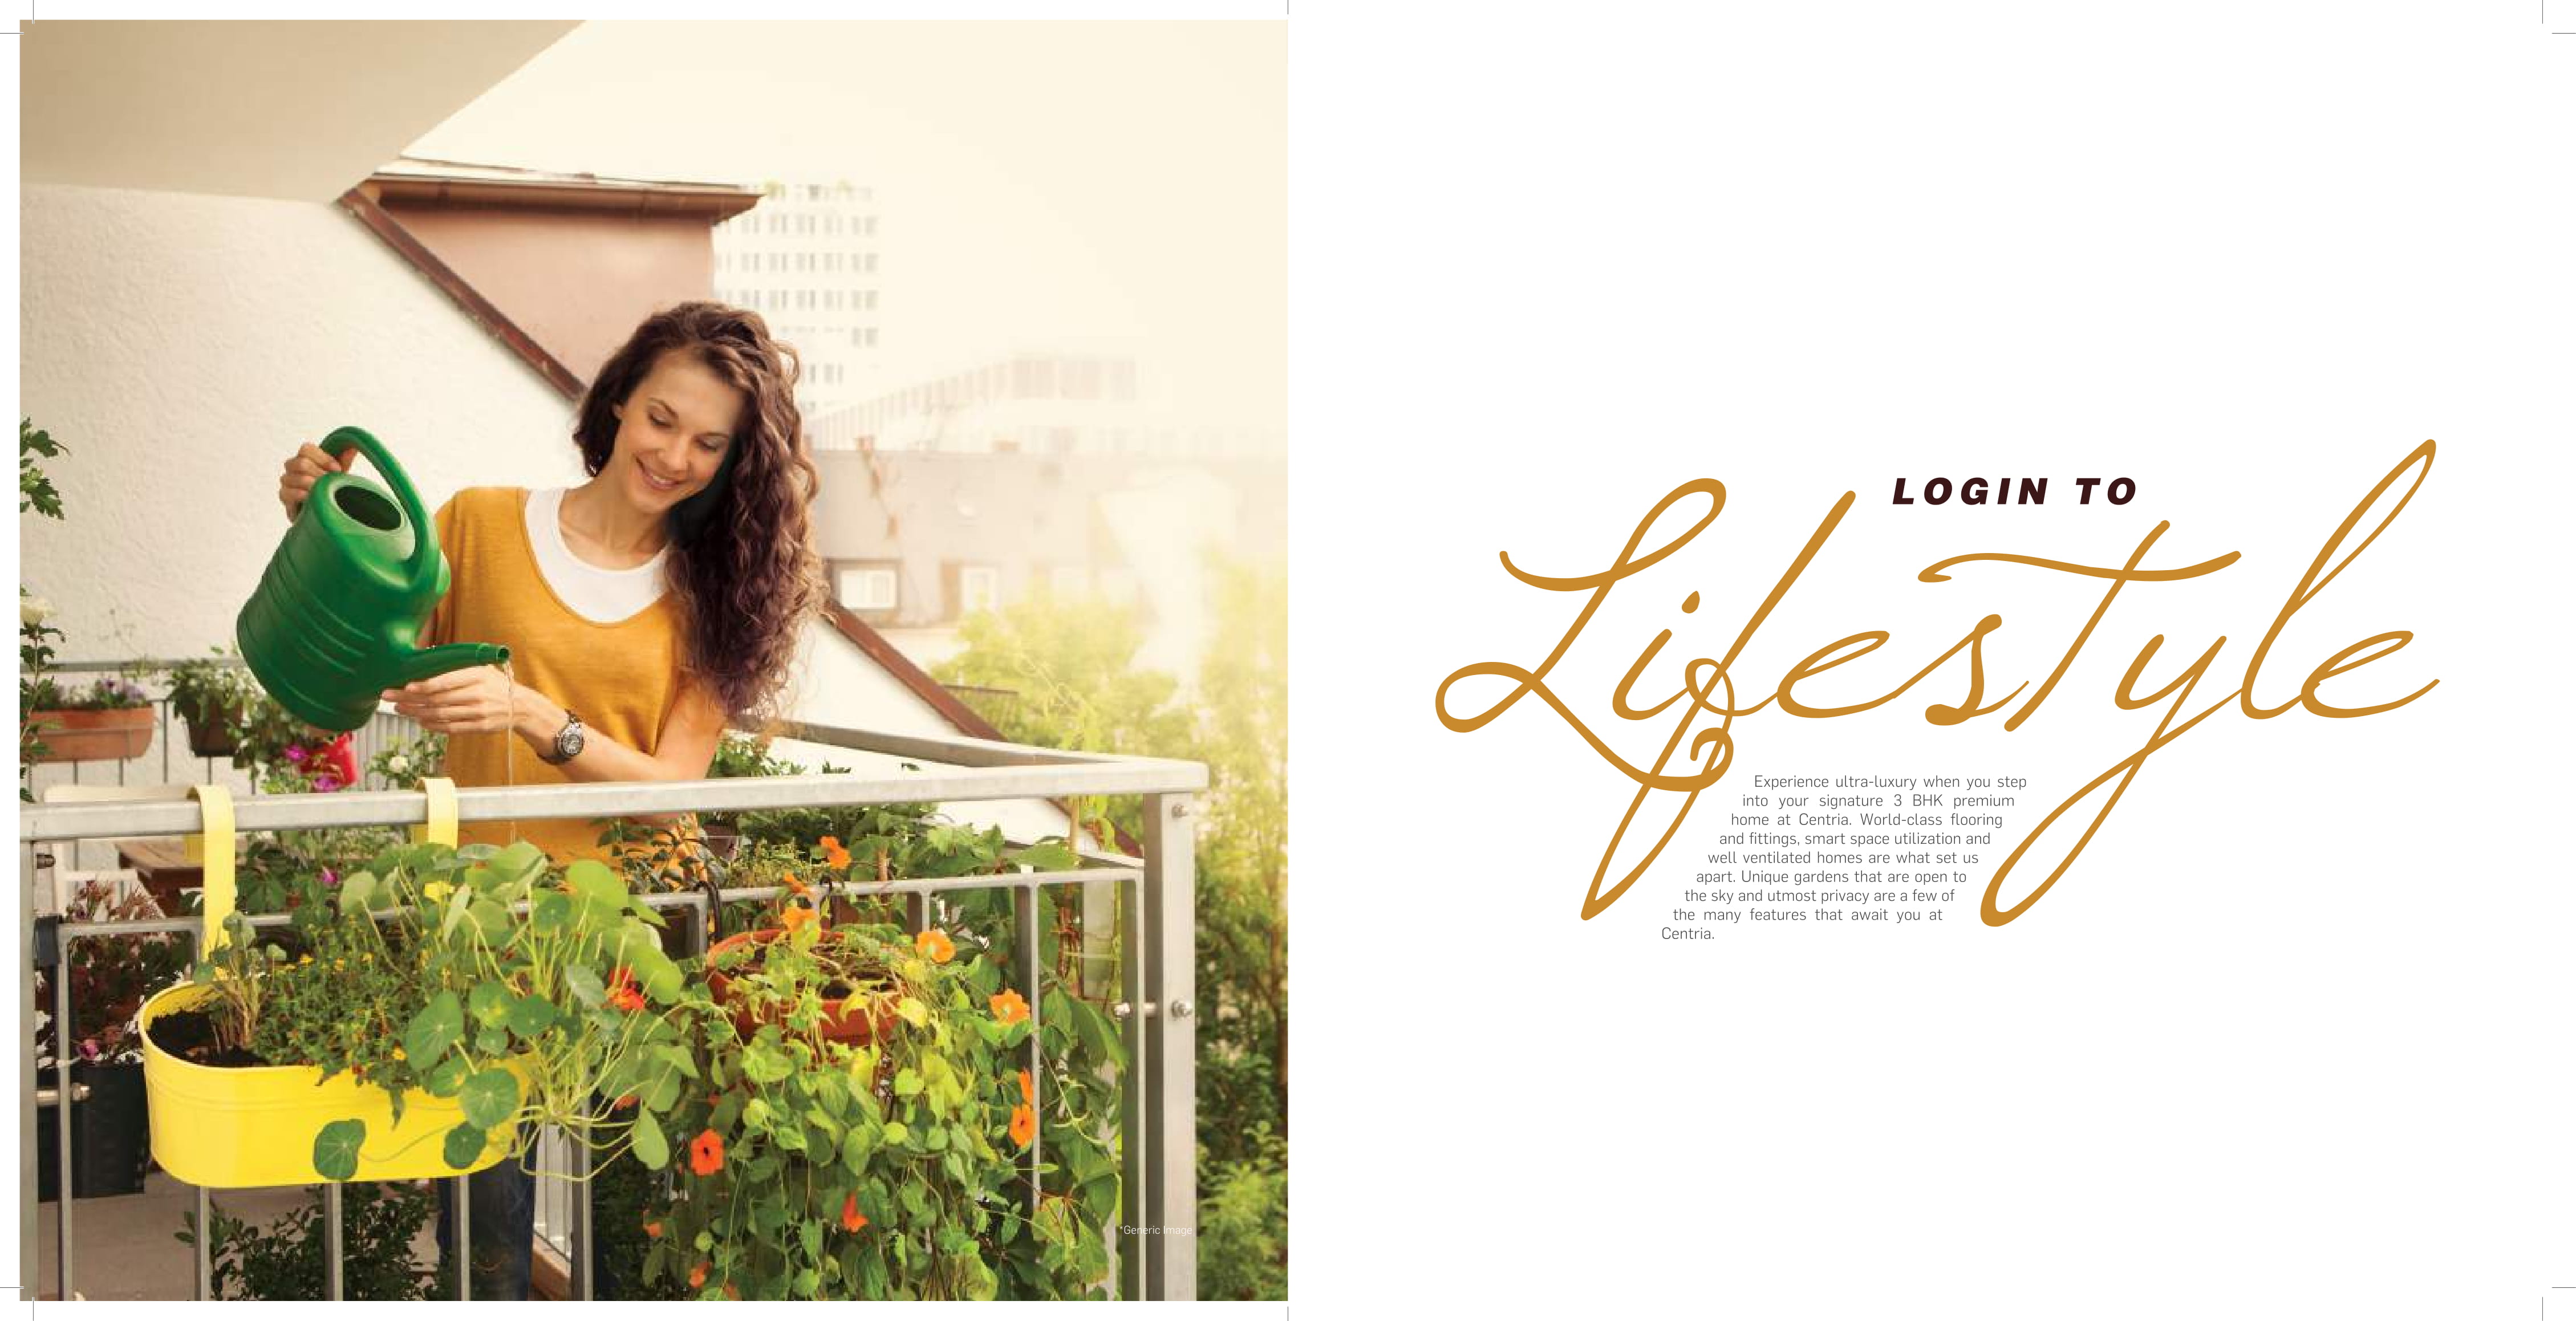 LOGIN TO
Lifestyle
Experience ultra-luxury when you step
into your signature 3 BHK premium
home at Centria. World-class flooring
and fittings, smart space utilization and
well ventilated homes are what set us
apart. Unique gardens that are open to
the sky and utmost privacy are a few of
the many features that await you at
Centria.
*Generic Image